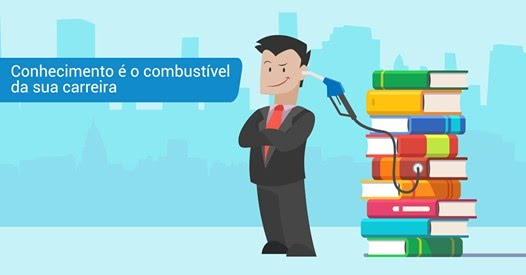 Conhecimento é o combustível
da sua carreira